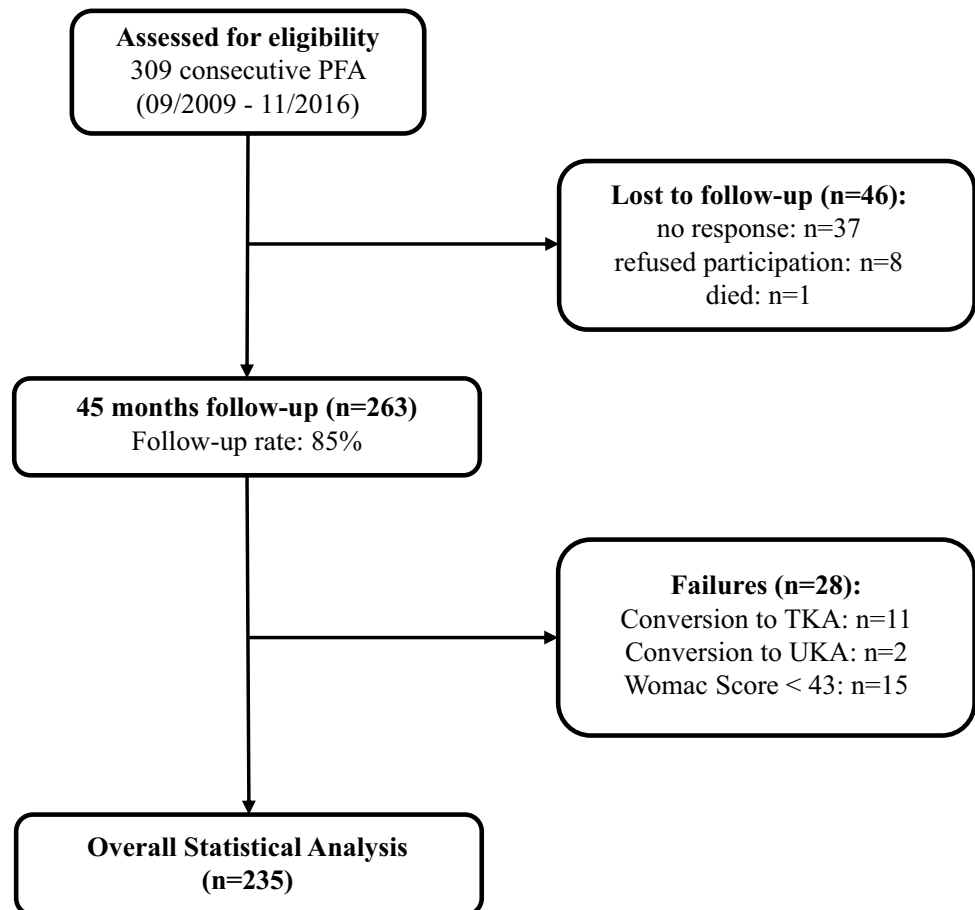 Assessed for eligibility
309 consecutive PFA
(09/2009 - 11/2016)
Lost to follow-up (n=46):
no response: n=37
refused participation: n=8
died: n=1
45 months follow-up (n=263)
Follow-up rate: 85%
Failures (n=28):
Conversion to TKA: n=11
Conversion to UKA: n=2
Womac Score < 43: n=15
Overall Statistical Analysis
(n=235)